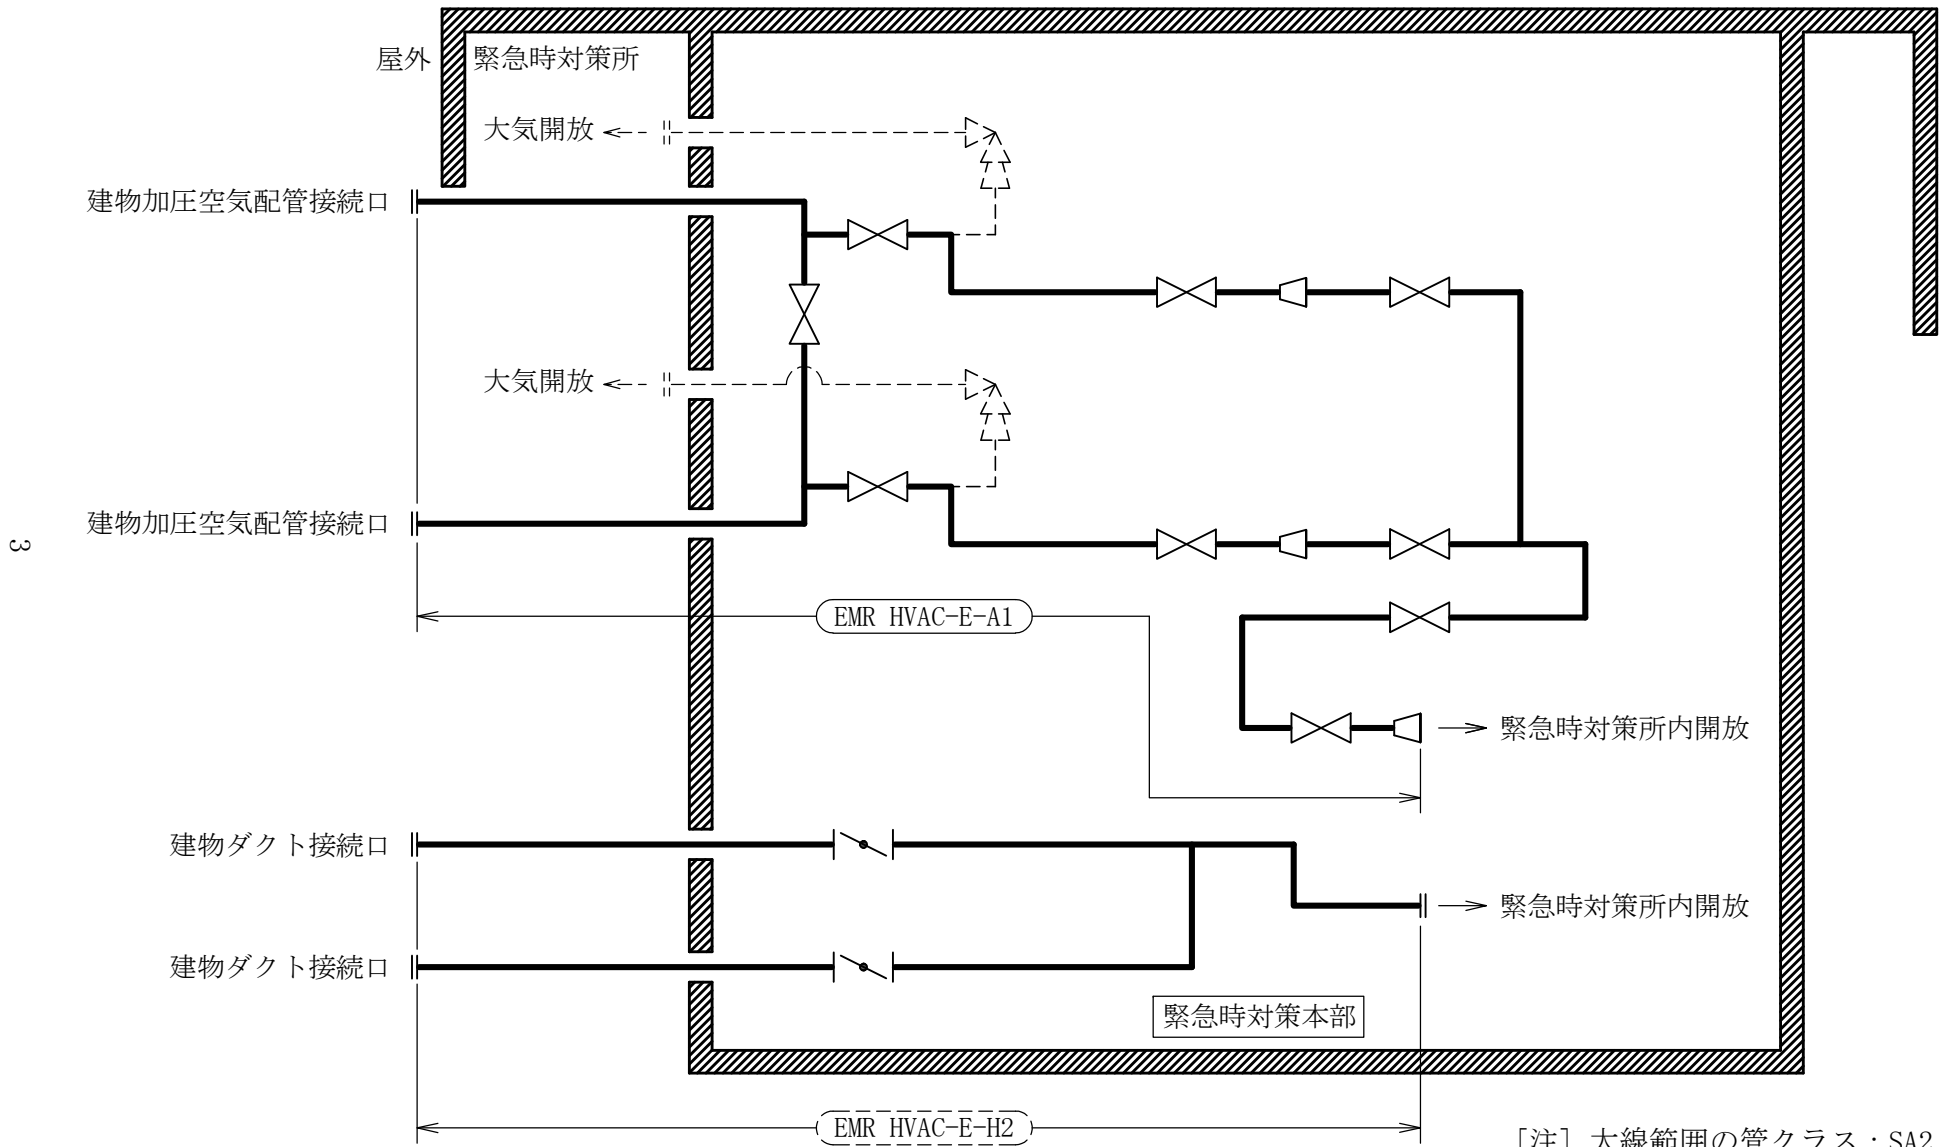 屋外
緊急時対策所
大気開放
建物加圧空気配管接続口
大気開放
建物加圧空気配管接続口
3
EMR HVAC-E-A1
緊急時対策所内開放
建物ダクト接続口
緊急時対策所内開放
建物ダクト接続口
緊急時対策本部
EMR HVAC-E-H2
[注] 太線範囲の管クラス：SA2